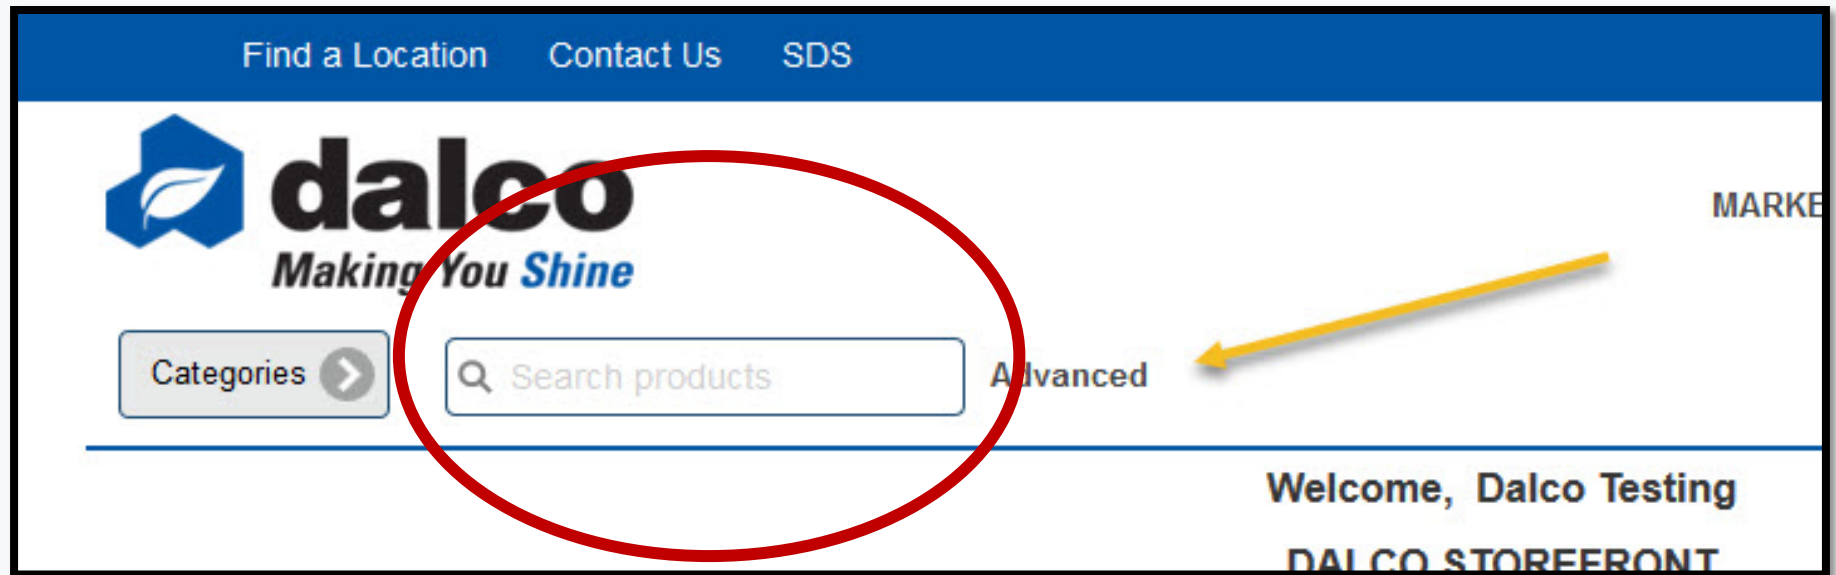 Find a Location Contact Us SDS
dalco
MARKE
Making You Shine
Categories Search products Advanced
Welcome, Dalco Testing
DALCO STOREFRONT